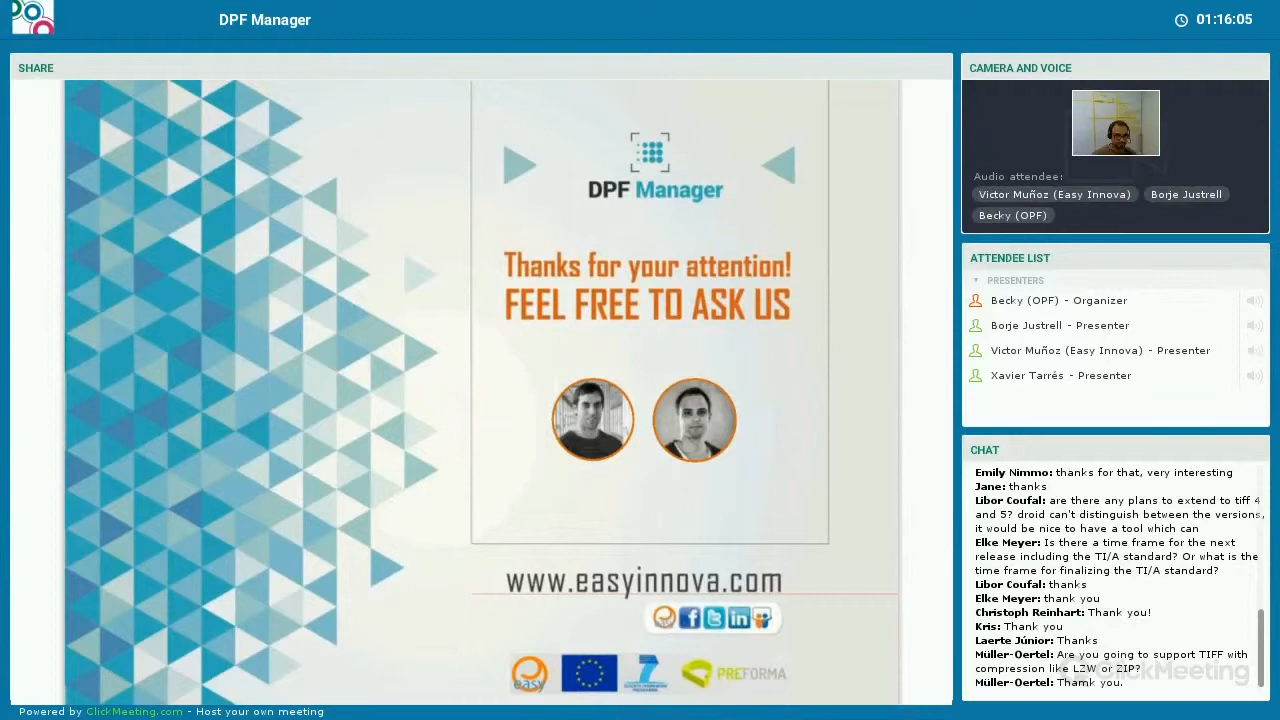 DPF Manager
01:16:05
SHARE
DPF Manager
Thanks for your attention!
FEEL FREE TO ASK US
www.easyinnova.com
easy
PREFORMA
CAMERA AND VOICE
Audio attendee:
Victor Muñoz (Easy Innova)
Borje Justrell
Becky (OPF)
ATTENDEE LIST
PRESENTERS
Becky (OPF) - Organizer
Borje Justrell - Presenter
Victor Muñoz (Easy Innova) - Presenter
Xavier Tarrés - Presenter
CHAT
Emily Nimmo: thanks for that, very interesting
Jane: thanks
Libor Coufal: are there any plans to extend to tiff 4
and 5? droid can't distinguish between the versions,
it would be nice to have a tool which can
Elke Meyer: Is there a time frame for the next
release including the TI/A standard? Or what is the
time frame for finalizing the TI/A standard?
Libor Coufal: thanks
Elke Meyer: thank you
Christoph Reinhart: Thank you!
Kris: Thank you
Laerte Júnior: Thanks
Müller-Oertel: Are you going to support TIFF with
compression like LZW or ZIP?
Müller-Oertel: Thank you.
ClickMeeting
Powered by ClickMeeting.com - Host your own meeting